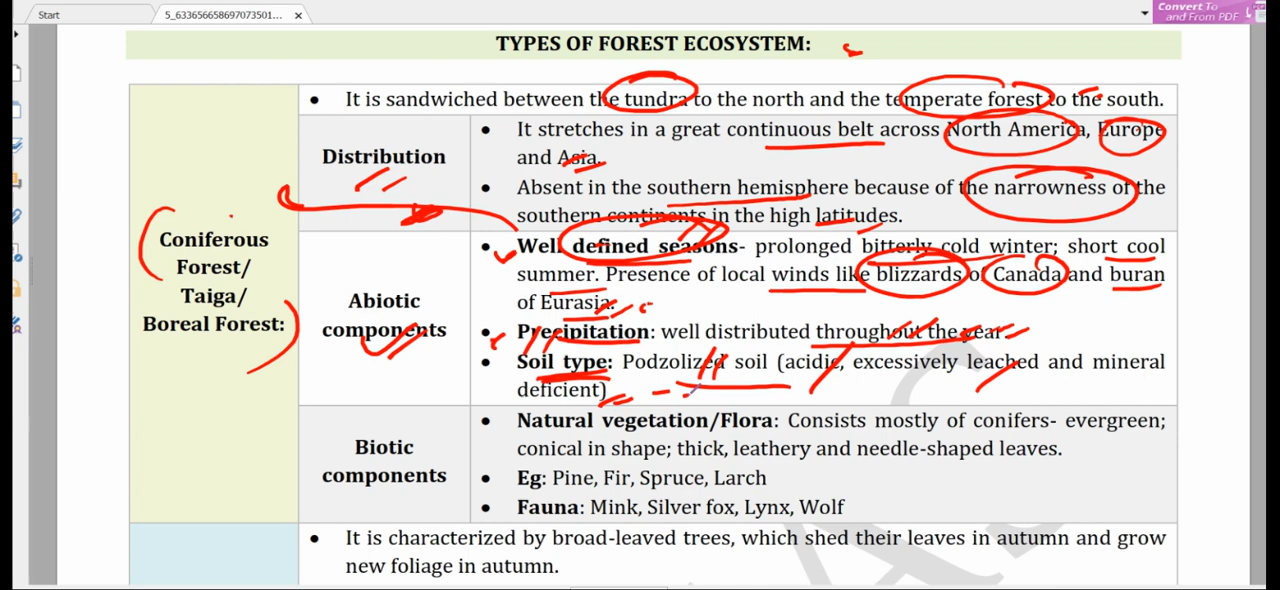 Start
5_633656658697073501...
Convert To
and From PDF
TYPES OF FOREST ECOSYSTEM:
• It is sandwiched between the tundra to the north and the temperate forest to the south.
Coniferous
Forest/
Taiga/
Boreal Forest:
Distribution
• It stretches in a great continuous belt across North America, Europe
and Asia.
• Absent in the southern hemisphere because of the narrowness of the
southern continents in the high latitudes.
Abiotic
components
• Well defined seasons- prolonged bitterly cold winter; short cool
summer. Presence of local winds like blizzards of Canada and buran
of Eurasia.
• Precipitation: well distributed throughout the year.
• Soil type: Podzolized soil (acidic, excessively leached and mineral
deficient)
Biotic
components
• Natural vegetation/Flora: Consists mostly of conifers- evergreen;
conical in shape; thick, leathery and needle-shaped leaves.
• Eg: Pine, Fir, Spruce, Larch
• Fauna: Mink, Silver fox, Lynx, Wolf
• It is characterized by broad-leaved trees, which shed their leaves in autumn and grow
new foliage in autumn.